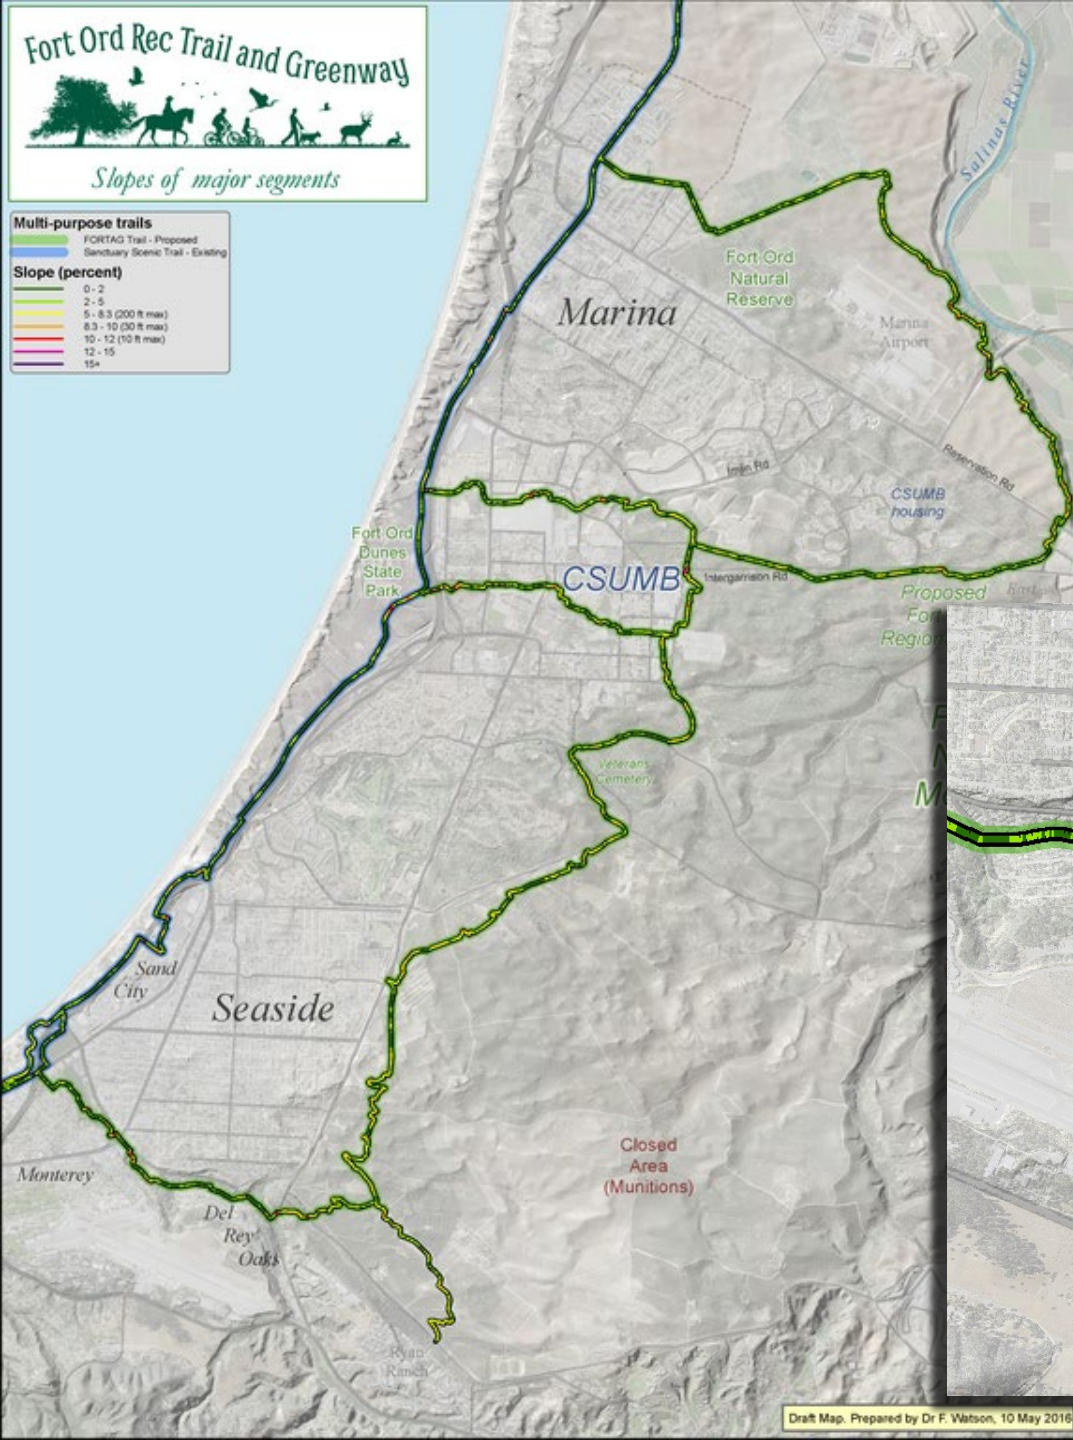 Fort Ord Rec Trail and Greenway
Slopes of major segments
Multi-purpose trails
FORTAG Trail - Proposed
Sanctuary Scenic Trail - Existing
Slope (percent)
0 - 2
2 - 5
5 - 8.3 (200 ft max)
8.3 - 10 (30 ft max)
10 - 12 (10 ft max)
12 - 15
15+
Salinas River
Fort Ord
Natural
Reserve
Marina
Marina
Airport
Reservation Rd
Imjin Rd
CSUMB
housing
Fort Ord
Dunes
State
Park
CSUMB
Intergarrison Rd
East
Proposed
Veterans
Cemetery
Sand
City
Seaside
Closed
Area
(Munitions)
Monterey
Del
Rey
Oaks
Ryan
Ranch
Draft Map. Prepared by Dr F. Watson, 10 May 2016